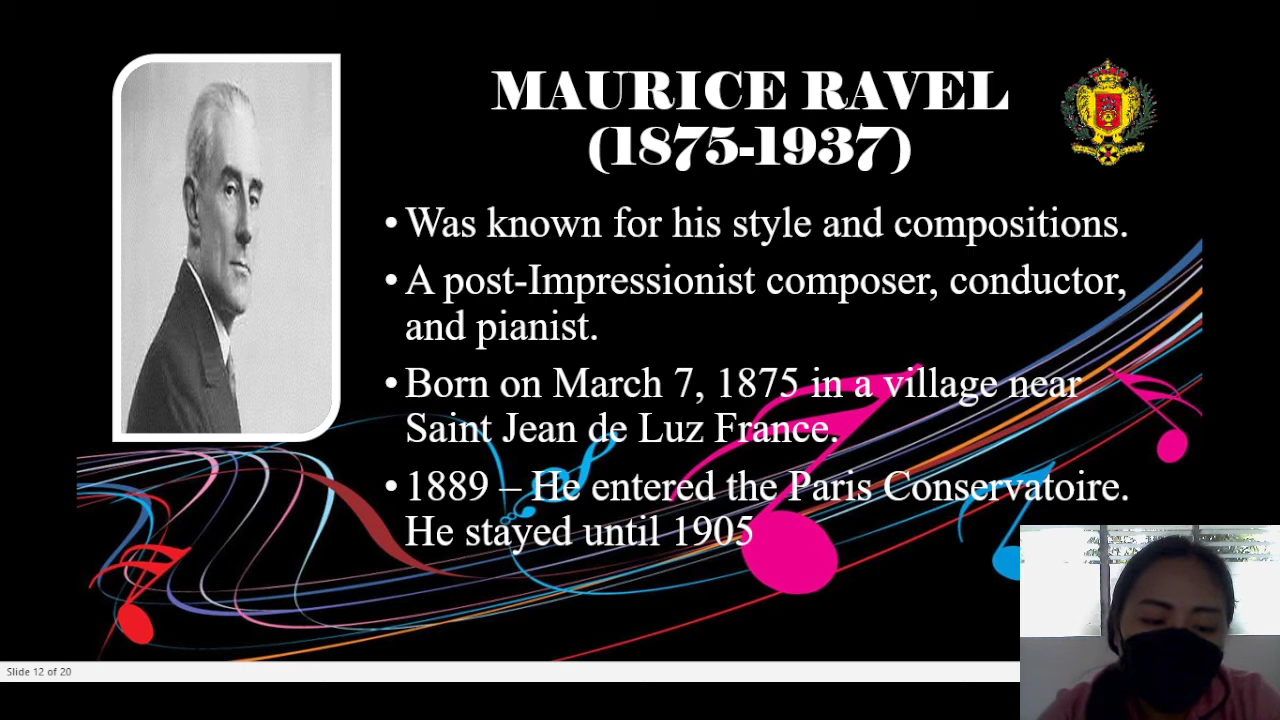 MAURICE RAVEL
(1875-1937)
• Was known for his style and compositions.
• A post-Impressionist composer, conductor,
and pianist.
• Born on March 7, 1875 in a village near
Saint Jean de Luz France.
• 1889 – He entered the Paris Conservatoire.
He stayed until 1905
Slide 12 of 20